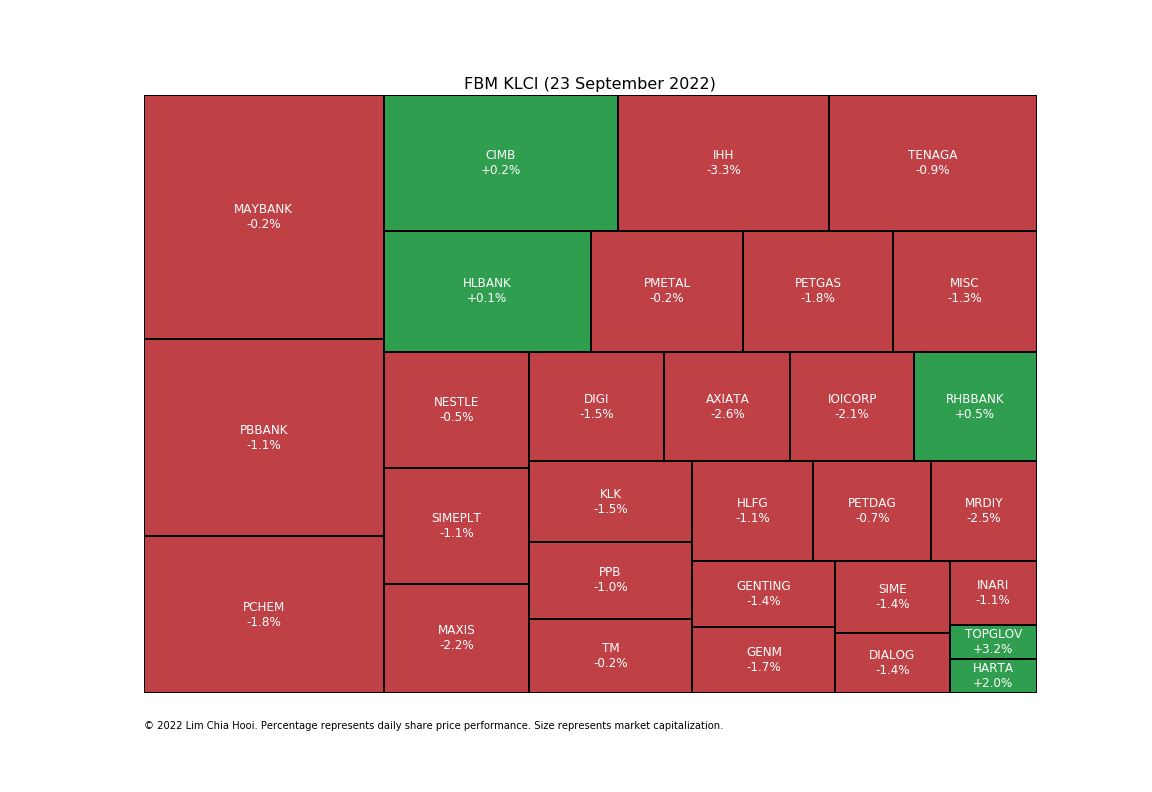 FBM KLCI (23 September 2022)
MAYBANK
-0.2%
PBBANK
-1.1%
PCHEM
-1.8%
CIMB
+0.2%
IHH
-3.3%
TENAGA
-0.9%
HLBANK
+0.1%
PMETAL
-0.2%
PETGAS
-1.8%
MISC
-1.3%
NESTLE
-0.5%
SIMEPLT
-1.1%
MAXIS
-2.2%
DIGI
-1.5%
AXIATA
-2.6%
IOICORP
-2.1%
RHBBANK
+0.5%
KLK
-1.5%
PPB
-1.0%
TM
-0.2%
HLFG
-1.1%
PETDAG
-0.7%
MRDIY
-2.5%
GENTING
-1.4%
GENM
-1.7%
SIME
-1.4%
DIALOG
-1.4%
INARI
-1.1%
TOPGLOV
+3.2%
HARTA
+2.0%
© 2022 Lim Chia Hooi. Percentage represents daily share price performance. Size represents market capitalization.